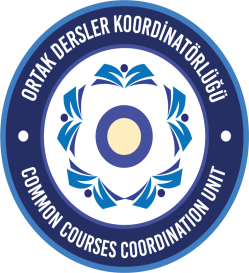 ORTAK DERSLER KOORDİNATÖRLÜĞÜ
COMMON COURSES COORDINATION UNIT